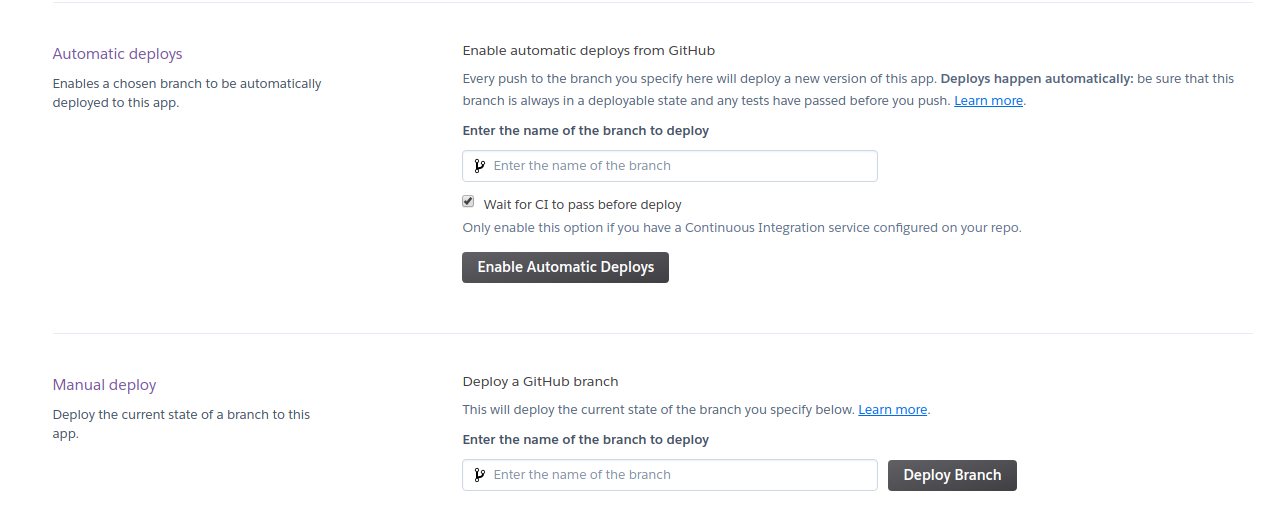 Automatic deploys
Enables a chosen branch to be automatically
deployed to this app.
Enable automatic deploys from GitHub
Every push to the branch you specify here will deploy a new version of this app. Deploys happen automatically: be sure that this
branch is always in a deployable state and any tests have passed before you push. Learn more.
Enter the name of the branch to deploy
Enter the name of the branch
Wait for CI to pass before deploy
Only enable this option if you have a Continuous Integration service configured on your repo.
Enable Automatic Deploys
Manual deploy
Deploy the current state of a branch to this
app.
Deploy a GitHub branch
This will deploy the current state of the branch you specify below. Learn more.
Enter the name of the branch to deploy
Enter the name of the branch
Deploy Branch